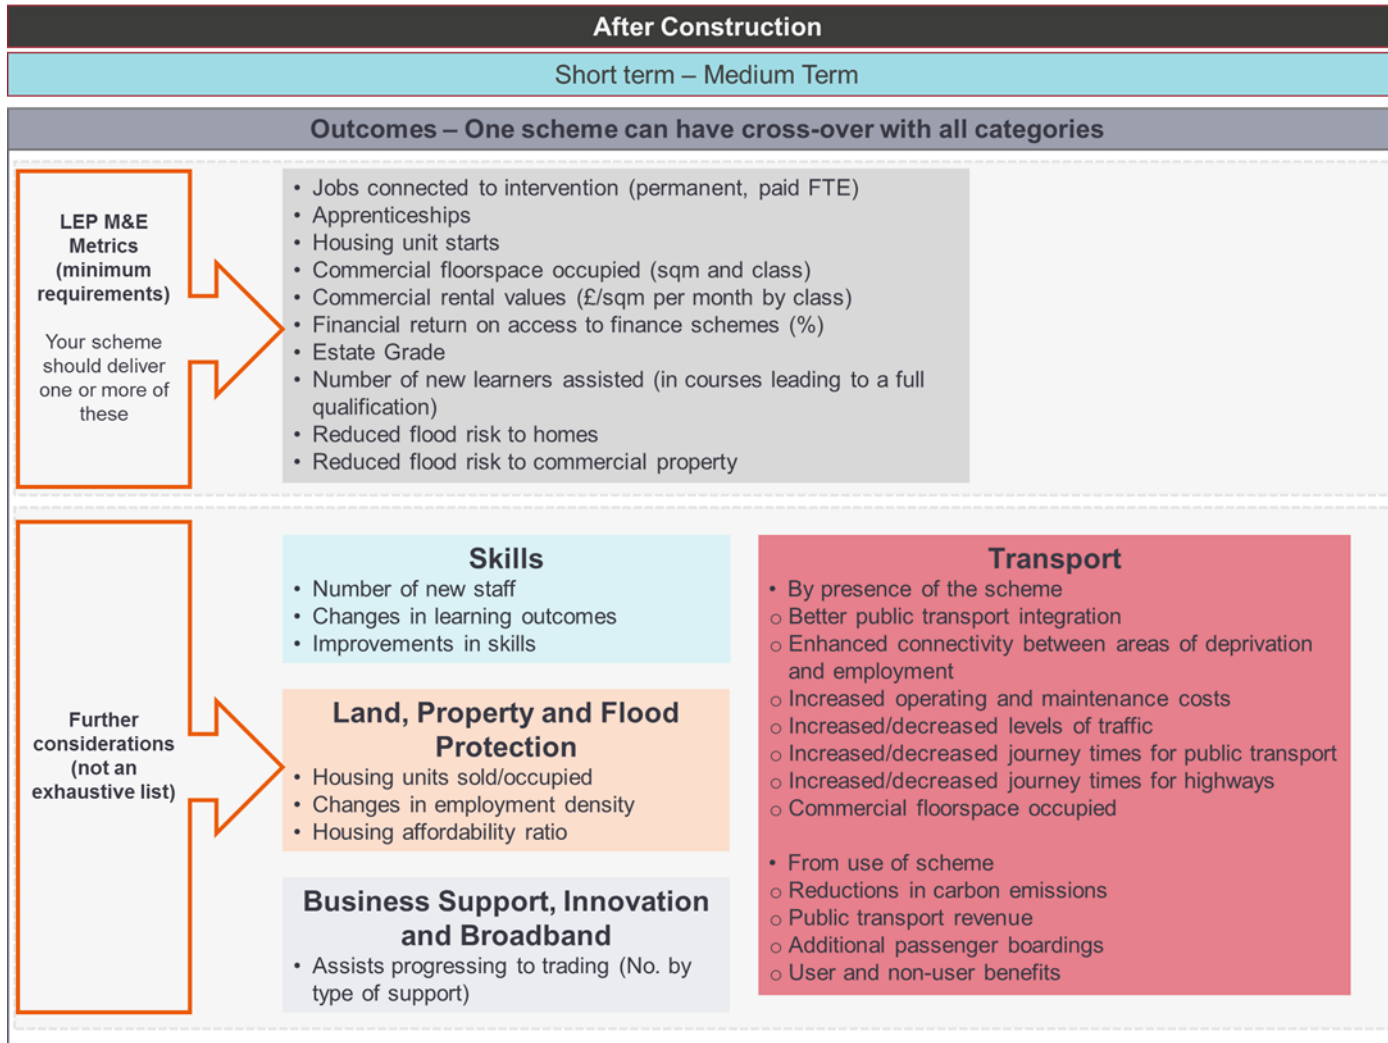 After Construction
Short term – Medium Term
Outcomes – One scheme can have cross-over with all categories
LEP M&E
Metrics
(minimum
requirements)
Your scheme
should deliver
one or more of
these
• Jobs connected to intervention (permanent, paid FTE)
• Apprenticeships
• Housing unit starts
• Commercial floorspace occupied (sqm and class)
• Commercial rental values (£/sqm per month by class)
• Financial return on access to finance schemes (%)
• Estate Grade
• Number of new learners assisted (in courses leading to a full
qualification)
• Reduced flood risk to homes
• Reduced flood risk to commercial property
Further
considerations
(not an
exhaustive list)
Skills
• Number of new staff
• Changes in learning outcomes
• Improvements in skills
Land, Property and Flood
Protection
• Housing units sold/occupied
• Changes in employment density
• Housing affordability ratio
Business Support, Innovation
and Broadband
• Assists progressing to trading (No. by
type of support)
Transport
• By presence of the scheme
o Better public transport integration
o Enhanced connectivity between areas of deprivation
and employment
o Increased operating and maintenance costs
o Increased/decreased levels of traffic
o Increased/decreased journey times for public transport
o Increased/decreased journey times for highways
o Commercial floorspace occupied
• From use of scheme
o Reductions in carbon emissions
o Public transport revenue
o Additional passenger boardings
o User and non-user benefits